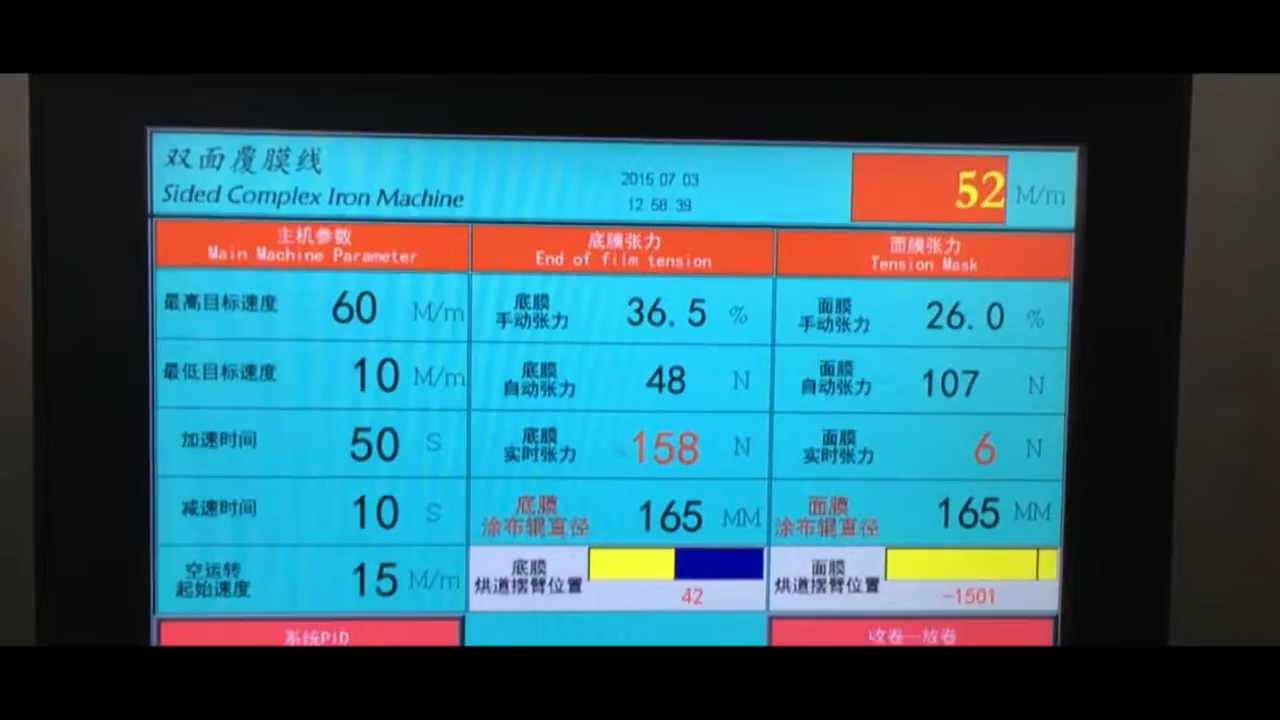 双面覆膜线
Sided Complex Iron Machine
2015 07 03
12 58 39
52 M/m
主机参数
Main Machine Parameter
底膜张力
End of film tension
面膜张力
Tension Mask
最高目标速度 60 M/m
底膜
手动张力 36.5 %
面膜
手动张力 26.0 %
最低目标速度 10 M/m
底膜
自动张力 48 N
面膜
自动张力 107 N
加速时间 50 S
底膜
实时张力 158 N
面膜
实时张力 6 N
减速时间 10 S
底膜
涂布辊直径 165 MM
面膜
涂布辊直径 165 MM
空运转
起始速度 15 M/m
底膜
烘道摆臂位置 42
面膜
烘道摆臂位置 -1501
系统PID
收卷—放卷